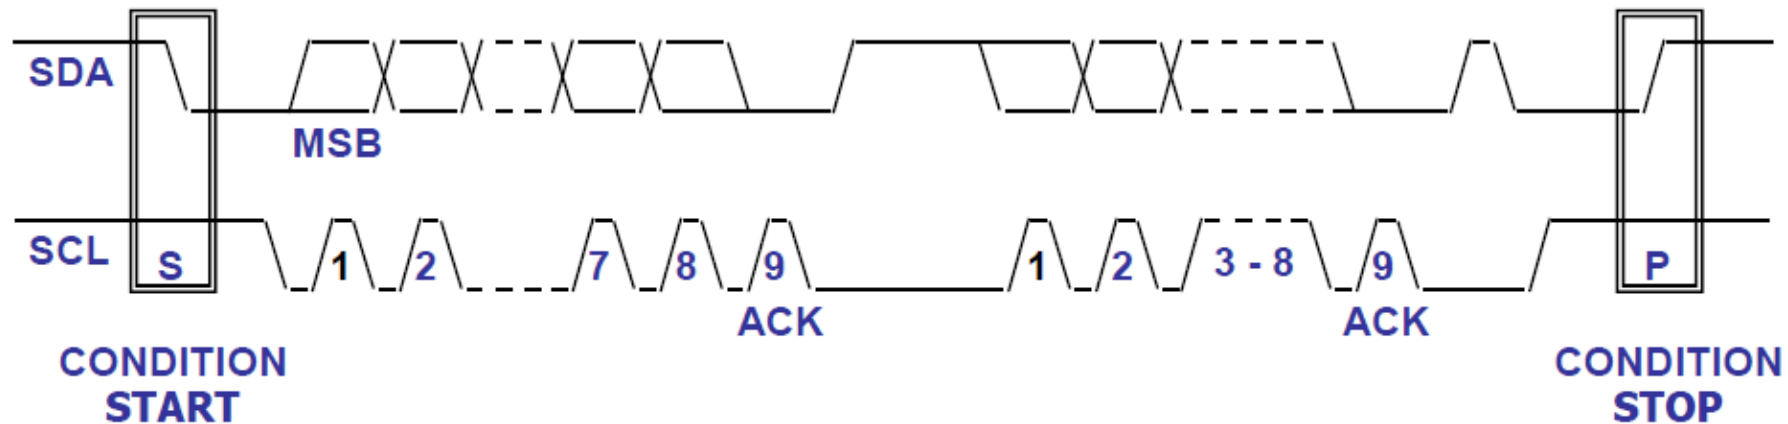 SDA
MSB
SCL S 1 2 7 8 9 1 2 3 - 8 9 P
ACK ACK
CONDITION START
CONDITION STOP